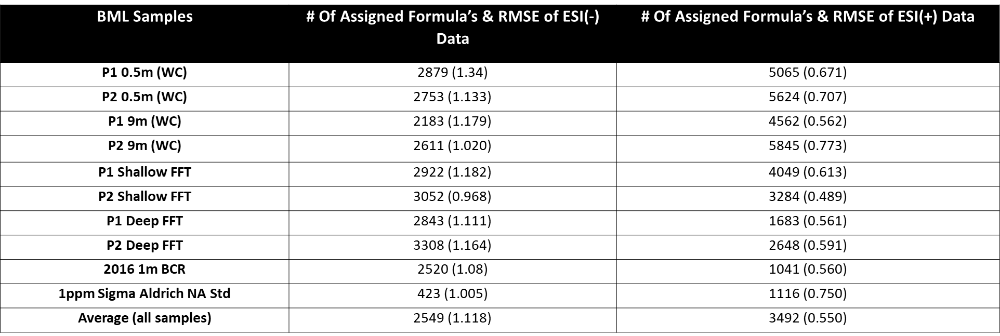 BML Samples # Of Assigned Formula’s & RMSE of ESI(-) Data # Of Assigned Formula’s & RMSE of ESI(+) Data
P1 0.5m (WC) 2879 (1.34) 5065 (0.671)
P2 0.5m (WC) 2753 (1.133) 5624 (0.707)
P1 9m (WC) 2183 (1.179) 4562 (0.562)
P2 9m (WC) 2611 (1.020) 5845 (0.773)
P1 Shallow FFT 2922 (1.182) 4049 (0.613)
P2 Shallow FFT 3052 (0.968) 3284 (0.489)
P1 Deep FFT 2843 (1.111) 1683 (0.561)
P2 Deep FFT 3308 (1.164) 2648 (0.591)
2016 1m BCR 2520 (1.08) 1041 (0.560)
1ppm Sigma Aldrich NA Std 423 (1.005) 1116 (0.750)
Average (all samples) 2549 (1.118) 3492 (0.550)